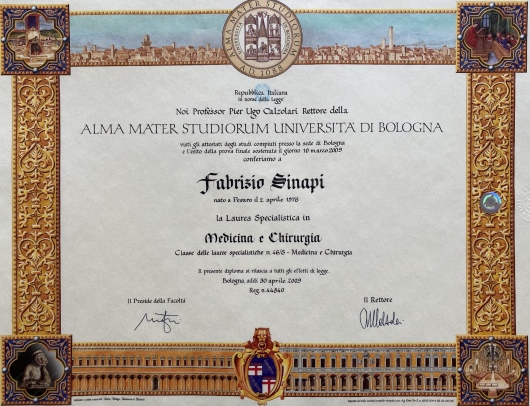 ALMA MATER STUDIORUM
A.D. 1088
Repubblica Italiana
in nome della legge
Noi Professor Pier Ugo Calzolari Rettore della
ALMA MATER STUDIORUM UNIVERSITA' DI BOLOGNA
visti gli attestati degli studi compiuti presso la sede di Bologna
e l'esito della prova finale sostenuta il giorno 10 marzo 2009
conferiamo a
Fabrizio Sinapi
nato a Pesaro il 2 aprile 1978
la Laurea Specialistica in
Medicina e Chirurgia
Classe delle lauree specialistiche n. 46/S - Medicina e Chirurgia
Il presente diploma si rilascia a tutti gli effetti di legge.
Bologna, addì 30 aprile 2009
Reg. n. 44840
Il Preside della Facoltà
Il Rettore